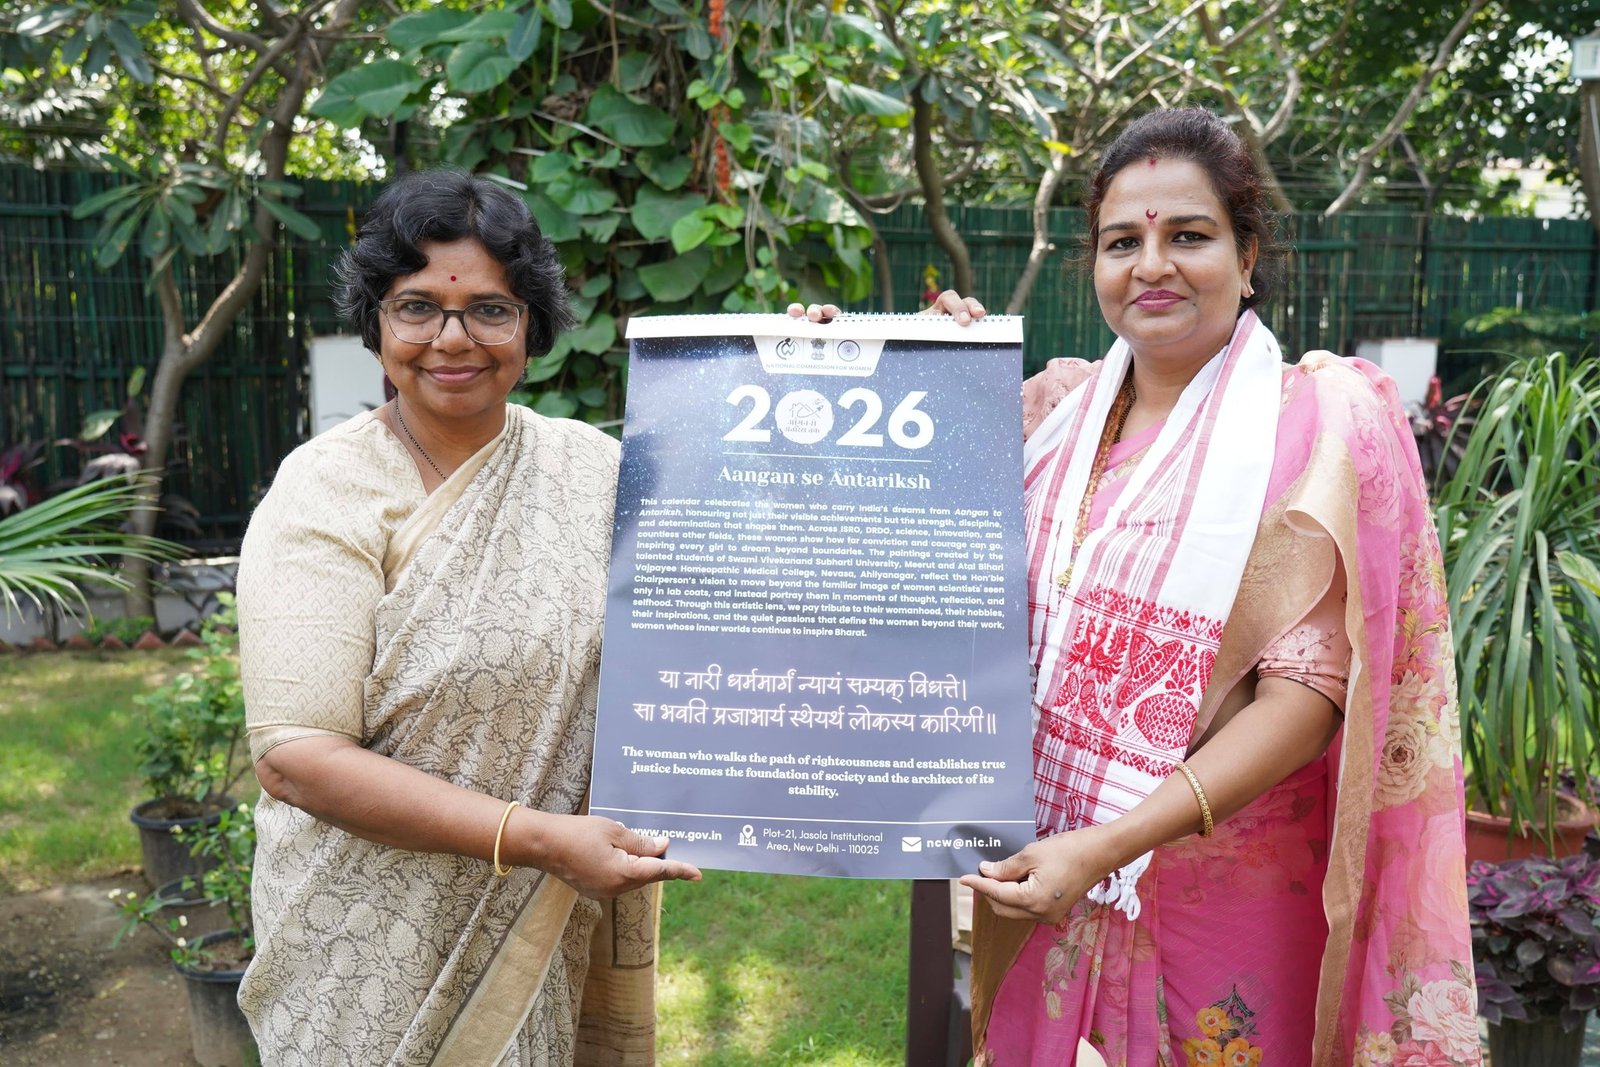 NATIONAL COMMISSION FOR WOMEN
2026
आंगन से
अंतरिक्ष तक
Aangan se Antariksh
This calendar celebrates the women who carry India's dreams from Aangan to
Antariksh, honouring not just their visible achievements but the strength, discipline,
and determination that shapes them. Across ISRO, DRDO, science, innovation, and
countless other fields, these women show how far conviction and courage can go,
inspiring every girl to dream beyond boundaries. The paintings created by the
talented students of Swami Vivekanand Subharti University, Meerut and Atal Bihari
Vajpayee Homeopathic Medical College, Nevasa, Ahilyanagar, reflect the Hon'ble
Chairperson's vision to move beyond the familiar image of women scientists seen
only in lab coats, and instead portray them in moments of thought, reflection, and
selfhood. Through this artistic lens, we pay tribute to their womanhood, their hobbies,
their inspirations, and the quiet passions that define the women beyond their work,
women whose inner worlds continue to inspire Bharat.
या नारी धर्ममार्गं न्यायं सम्यक् विधत्ते।
सा भवति प्रजाभार्य स्थेयर्थ लोकस्य कारिणी॥
The woman who walks the path of righteousness and establishes true
justice becomes the foundation of society and the architect of its
stability.
www.ncw.gov.in
Plot-21, Jasola Institutional
Area, New Delhi - 110025
ncw@nic.in